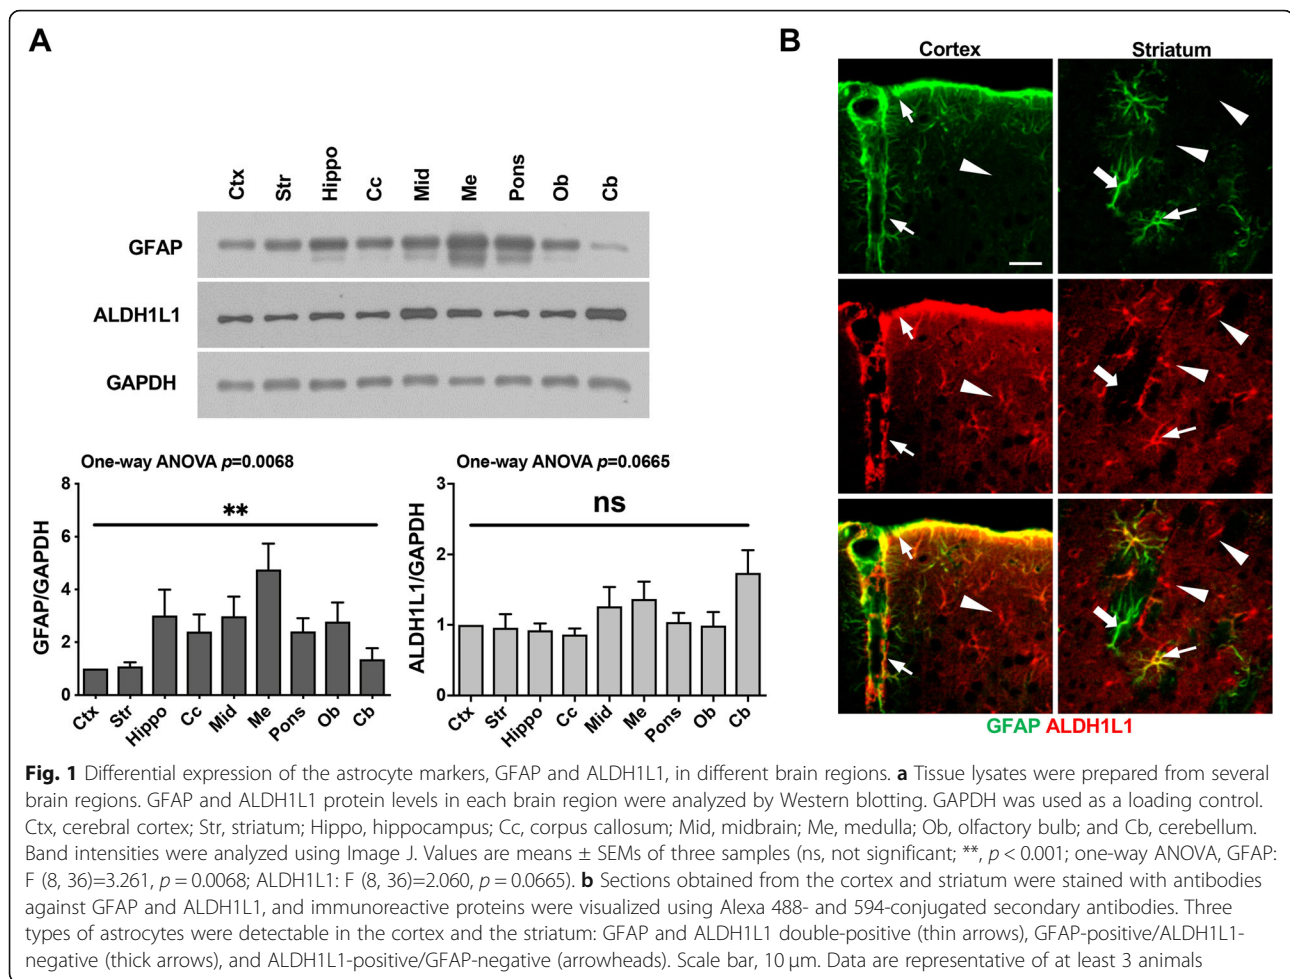 A
Ctx Str Hippo Cc Mid Me Pons Ob Cb
GFAP
ALDH1L1
GAPDH
One-way ANOVA p=0.0068
GFAP/GAPDH
8
6
4
2
0
**
Ctx Str Hippo Cc Mid Me Pons Ob Cb
One-way ANOVA p=0.0665
ALDH1L1/GAPDH
3
2
1
0
ns
Ctx Str Hippo Cc Mid Me Pons Ob Cb
B
Cortex Striatum
GFAP ALDH1L1
Fig. 1 Differential expression of the astrocyte markers, GFAP and ALDH1L1, in different brain regions. a Tissue lysates were prepared from several
brain regions. GFAP and ALDH1L1 protein levels in each brain region were analyzed by Western blotting. GAPDH was used as a loading control.
Ctx, cerebral cortex; Str, striatum; Hippo, hippocampus; Cc, corpus callosum; Mid, midbrain; Me, medulla; Ob, olfactory bulb; and Cb, cerebellum.
Band intensities were analyzed using Image J. Values are means ± SEMs of three samples (ns, not significant; **, p < 0.001; one-way ANOVA, GFAP:
F (8, 36)=3.261, p = 0.0068; ALDH1L1: F (8, 36)=2.060, p = 0.0665). b Sections obtained from the cortex and striatum were stained with antibodies
against GFAP and ALDH1L1, and immunoreactive proteins were visualized using Alexa 488- and 594-conjugated secondary antibodies. Three
types of astrocytes were detectable in the cortex and the striatum: GFAP and ALDH1L1 double-positive (thin arrows), GFAP-positive/ALDH1L1-
negative (thick arrows), and ALDH1L1-positive/GFAP-negative (arrowheads). Scale bar, 10 μm. Data are representative of at least 3 animals